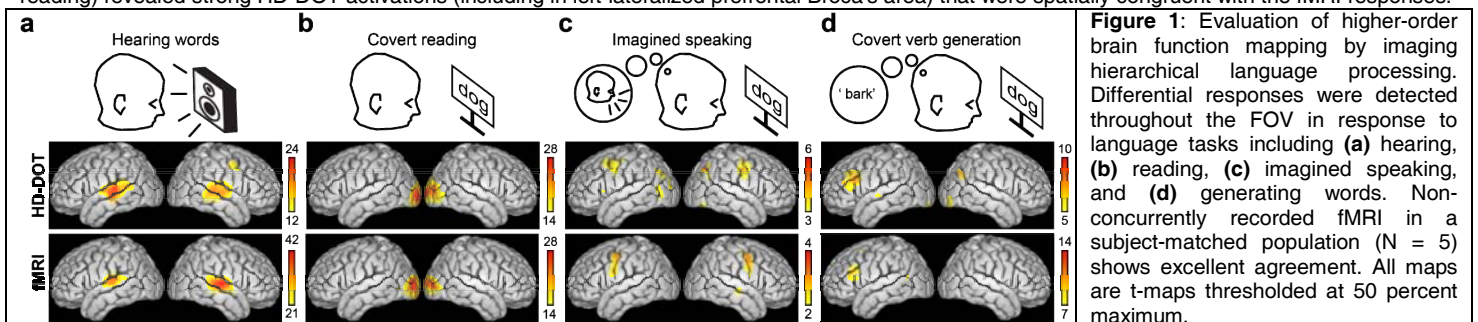 reading) revealed strong HD-DOT activations (including in left-lateralized prefrontal Broca's area) that were spatially congruent with the fMRI responses.
a b c d
Hearing words Covert reading Imagined speaking Covert verb generation
dog dog 'bark' dog
HD-DOT
24
12
28
14
6
3
10
5
fMRI
42
21
28
14
4
2
14
7
Figure 1: Evaluation of higher-order
brain function mapping by imaging
hierarchical language processing.
Differential responses were detected
throughout the FOV in response to
language tasks including (a) hearing,
(b) reading, (c) imagined speaking,
and (d) generating words. Non-
concurrently recorded fMRI in a
subject-matched population (N = 5)
shows excellent agreement. All maps
are t-maps thresholded at 50 percent
maximum.